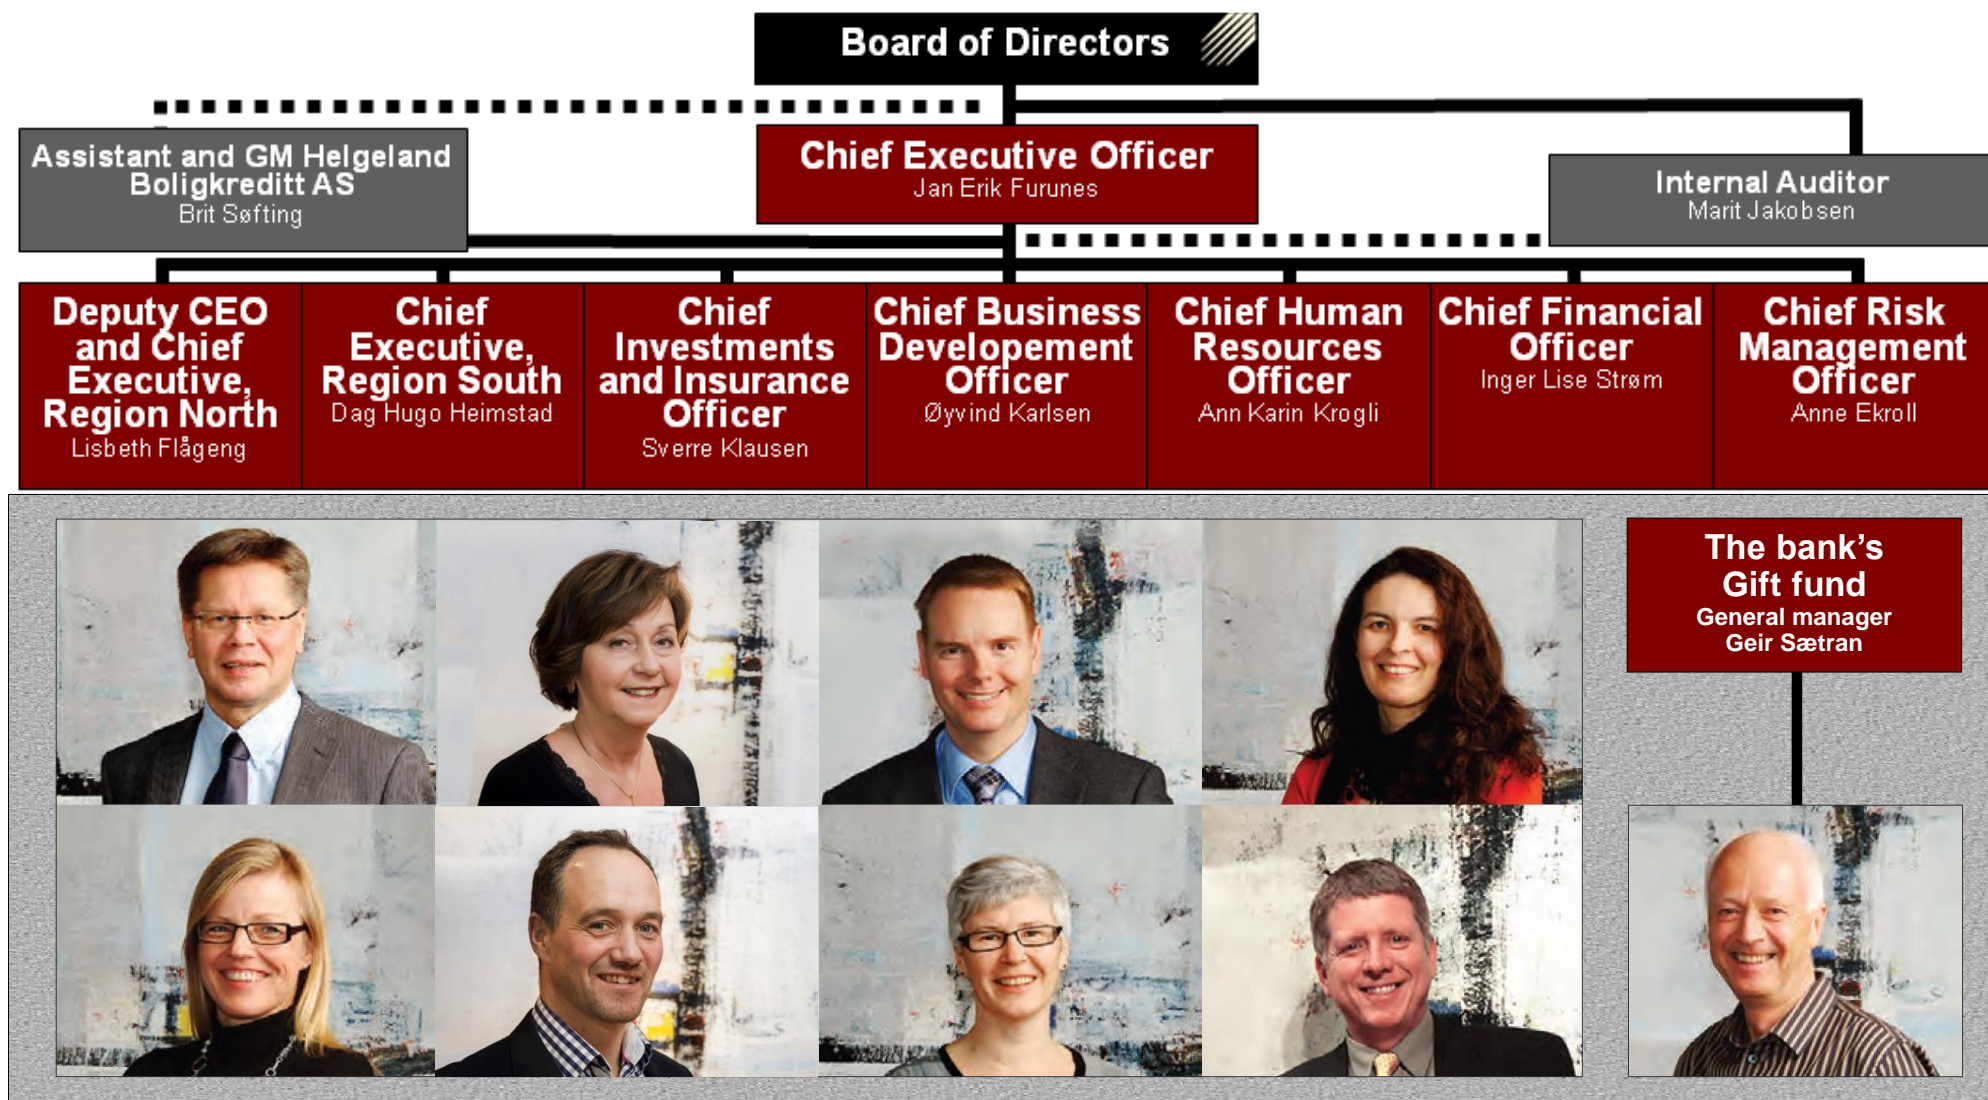 Board of Directors
Assistant and GM Helgeland
Boligkreditt AS
Brit Søfting
Chief Executive Officer
Jan Erik Furunes
Internal Auditor
Marit Jakobsen
Deputy CEO
and Chief
Executive,
Region North
Lisbeth Flågeng
Chief
Executive,
Region South
Dag Hugo Heimstad
Chief
Investments
and Insurance
Officer
Sverre Klausen
Chief Business
Developement
Officer
Øyvind Karlsen
Chief Human
Resources
Officer
Ann Karin Krogli
Chief Financial
Officer
Inger Lise Strøm
Chief Risk
Management
Officer
Anne Ekroll
The bank’s
Gift fund
General manager
Geir Sætran